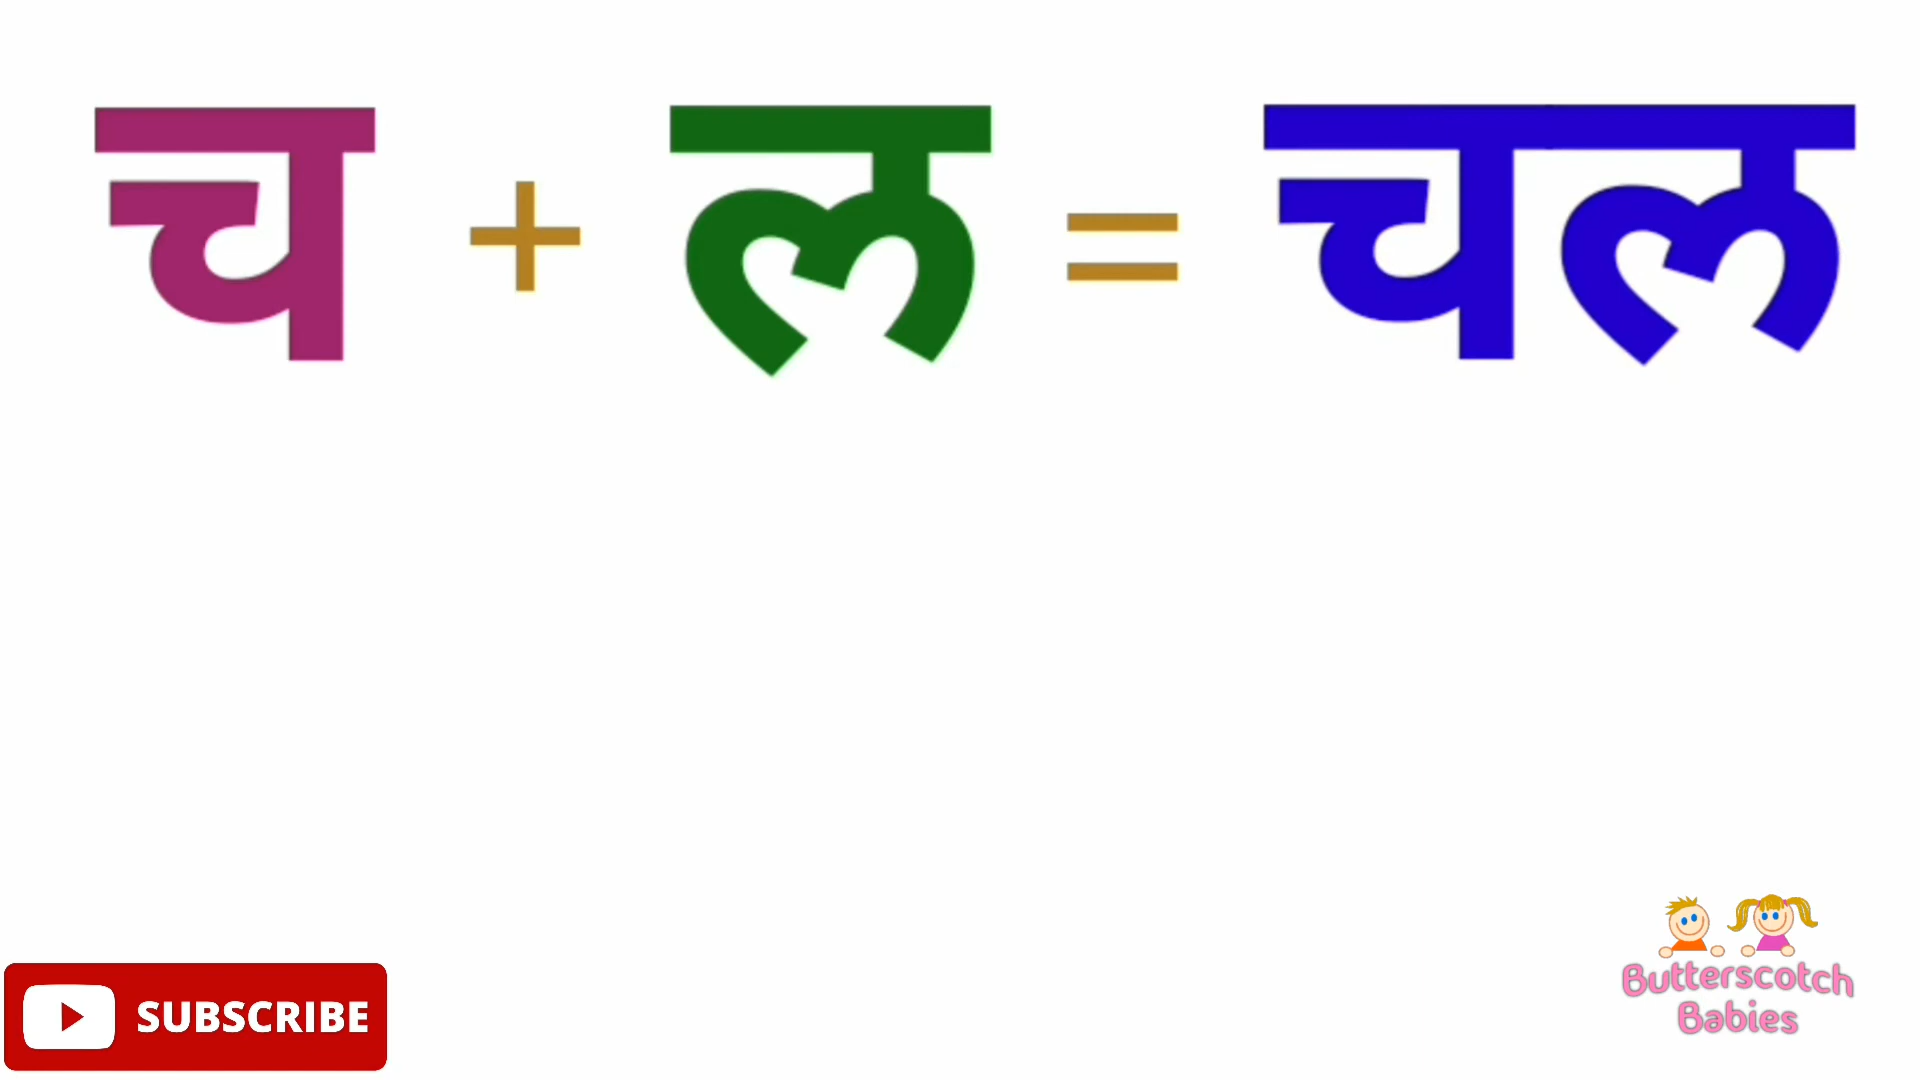 च + ल = चल
SUBSCRIBE
Butterscotch
Babies